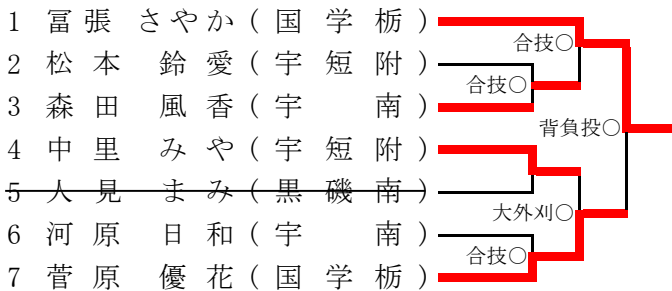 1 冨張 さやか(国学栃)
2 松本 鈴愛(宇短附)
3 森田 風香(宇 南)
4 中里 みや(宇短附)
5 人見 まみ(黒磯南)
6 河原 日和(宇 南)
7 菅原 優花(国学栃)
合技○
合技○
背負投○
大外刈○
合技○